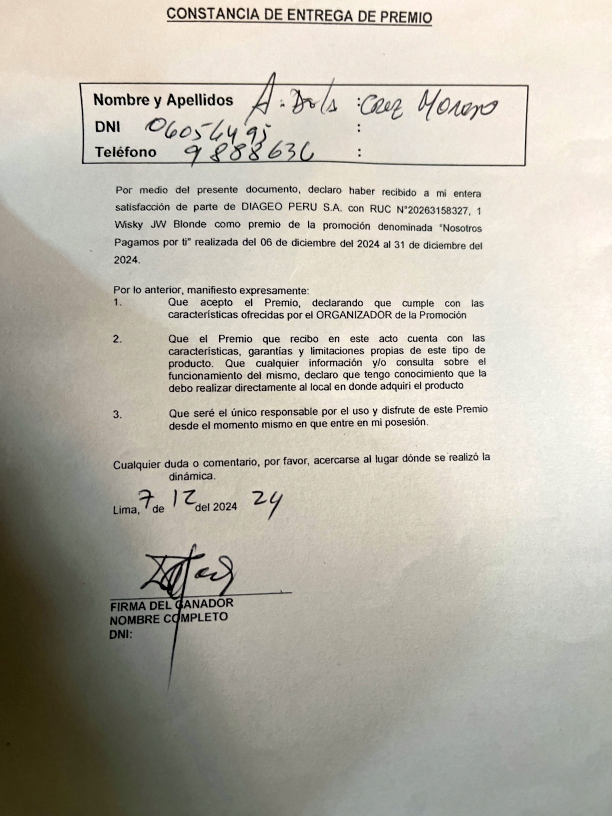 CONSTANCIA DE ENTREGA DE PREMIO
Nombre y Apellidos : Cruz Moreno
DNI 06056495 :
Teléfono 9888636 :
Por medio del presente documento, declaro haber recibido a mi entera
satisfacción de parte de DIAGEO PERU S.A. con RUC N°20263158327, 1
Wisky JW Blonde como premio de la promoción denominada "Nosotros
Pagamos por ti" realizada del 06 de diciembre del 2024 al 31 de diciembre del
2024.
Por lo anterior, manifiesto expresamente:
1. Que acepto el Premio, declarando que cumple con las
características ofrecidas por el ORGANIZADOR de la Promoción
2. Que el Premio que recibo en este acto cuenta con las
características, garantías y limitaciones propias de este tipo de
producto. Que cualquier información y/o consulta sobre el
funcionamiento del mismo, declaro que tengo conocimiento que la
debo realizar directamente al local en donde adquirí el producto
3. Que seré el único responsable por el uso y disfrute de este Premio
desde el momento mismo en que entre en mi posesión.
Cualquier duda o comentario, por favor, acercarse al lugar dónde se realizó la
dinámica.
Lima, 7 de 12 del 2024 24
FIRMA DEL GANADOR
NOMBRE COMPLETO
DNI: